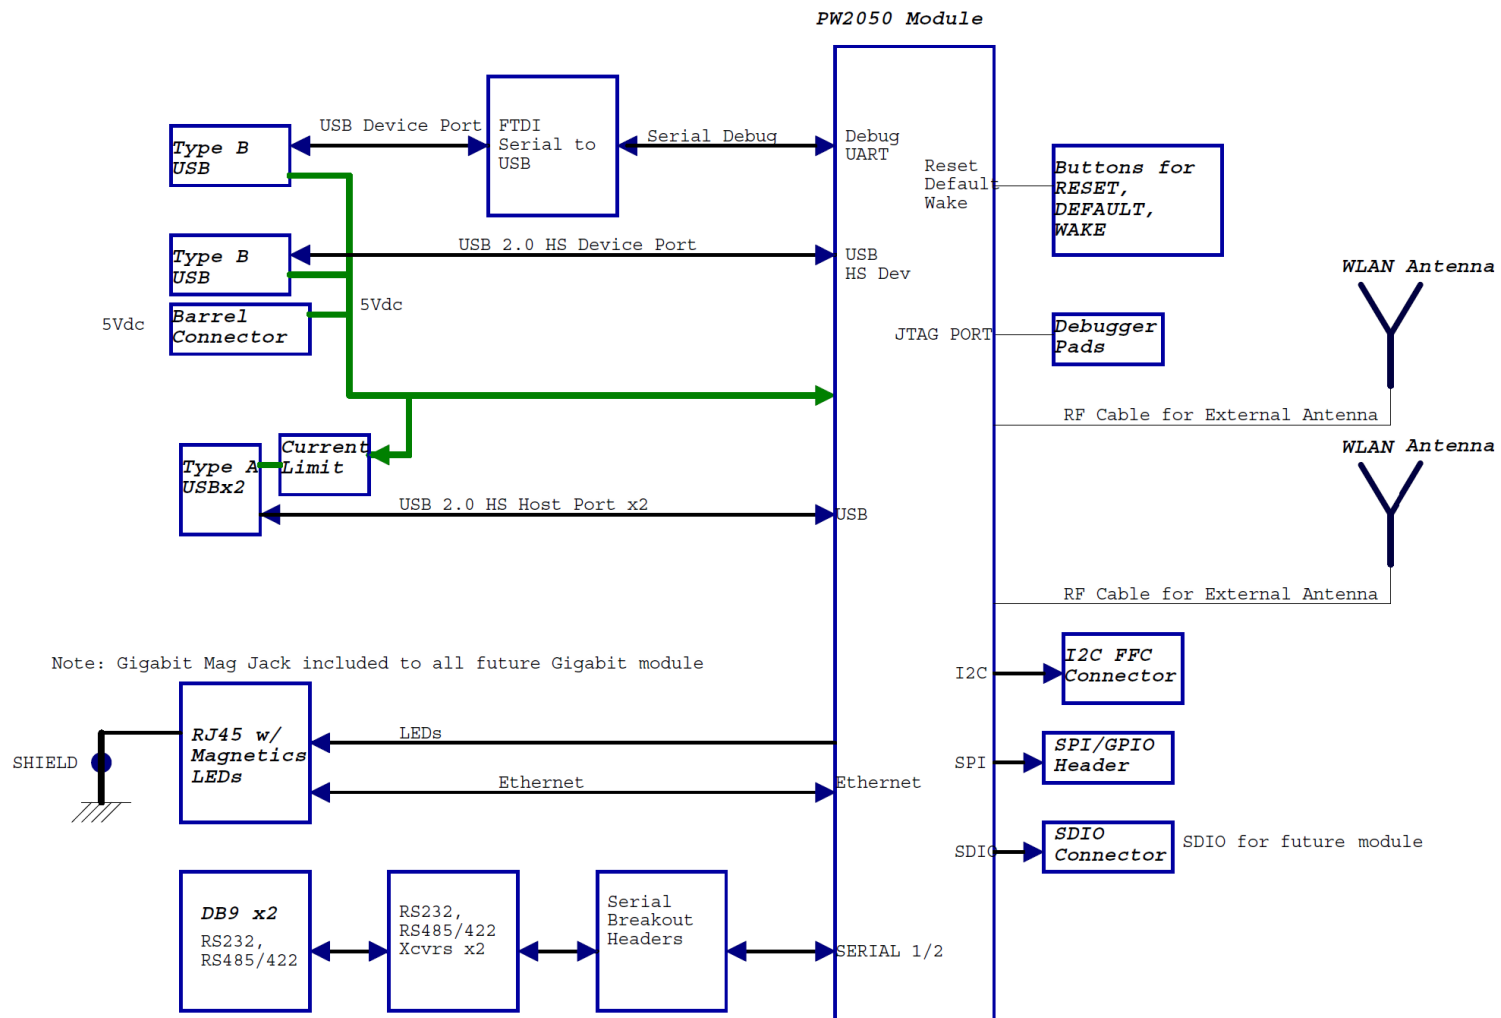 PW2050 Module
USB Device Port
FTDI
Serial to
USB
Serial Debug
Debug
UART
Type B
USB
Reset
Default
Wake
Buttons for
RESET,
DEFAULT,
WAKE
USB 2.0 HS Device Port
Type B
USB
USB
HS Dev
WLAN Antenna
5Vdc
Barrel
Connector
5Vdc
JTAG PORT
Debugger
Pads
RF Cable for External Antenna
WLAN Antenna
Current
Limit
Type A
USBx2
USB 2.0 HS Host Port x2
USB
RF Cable for External Antenna
Note: Gigabit Mag Jack included to all future Gigabit module
I2C
I2C FFC
Connector
RJ45 w/
Magnetics
LEDs
LEDs
SHIELD
SPI
SPI/GPIO
Header
Ethernet
Ethernet
SDIO
SDIO
Connector
SDIO for future module
DB9 x2
RS232,
RS485/422
RS232,
RS485/422
Xcvrs x2
Serial
Breakout
Headers
SERIAL 1/2